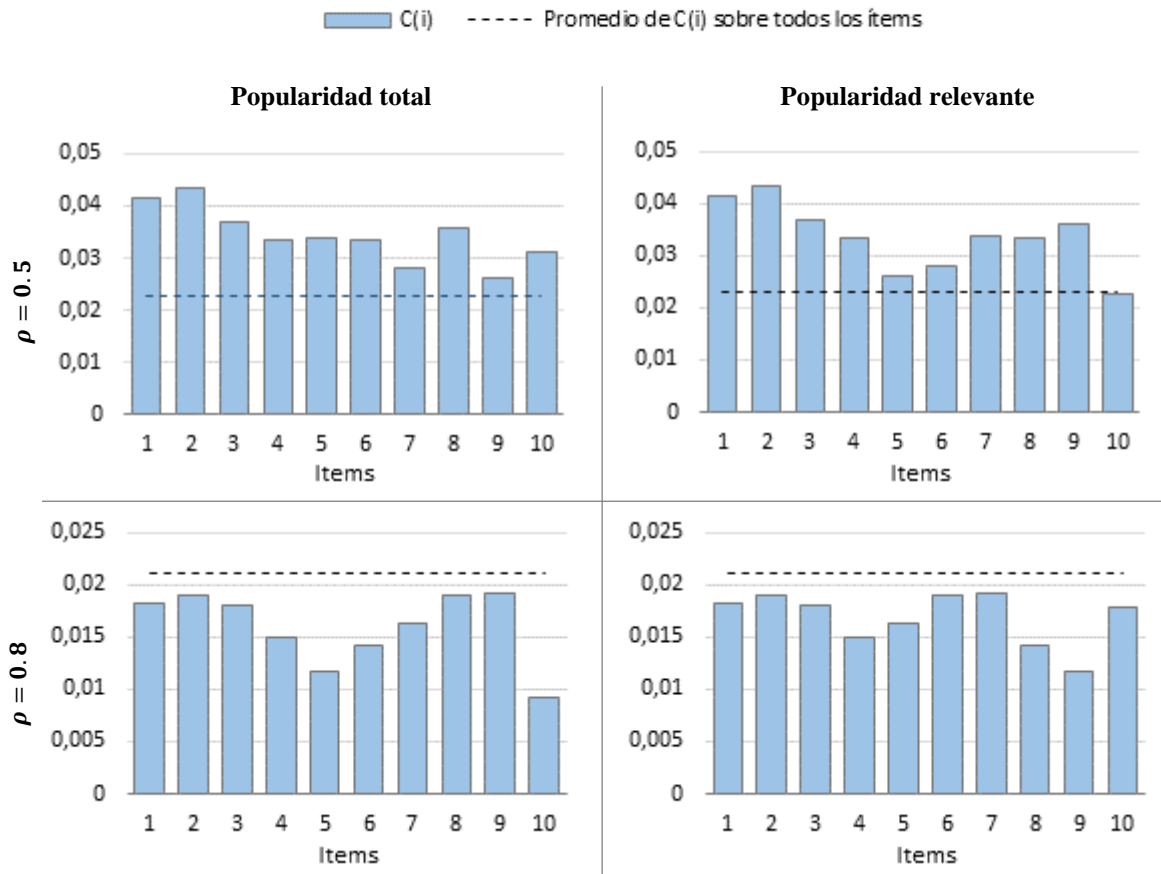 C(i) Promedio de C(i) sobre todos los ítems
Popularidad total
Popularidad relevante
ρ = 0.5
0,05
0,04
0,03
0,02
0,01
0
1 2 3 4 5 6 7 8 9 10
Items
0,05
0,04
0,03
0,02
0,01
0
1 2 3 4 5 6 7 8 9 10
Items
ρ = 0.8
0,025
0,02
0,015
0,01
0,005
0
1 2 3 4 5 6 7 8 9 10
Items
0,025
0,02
0,015
0,01
0,005
0
1 2 3 4 5 6 7 8 9 10
Items